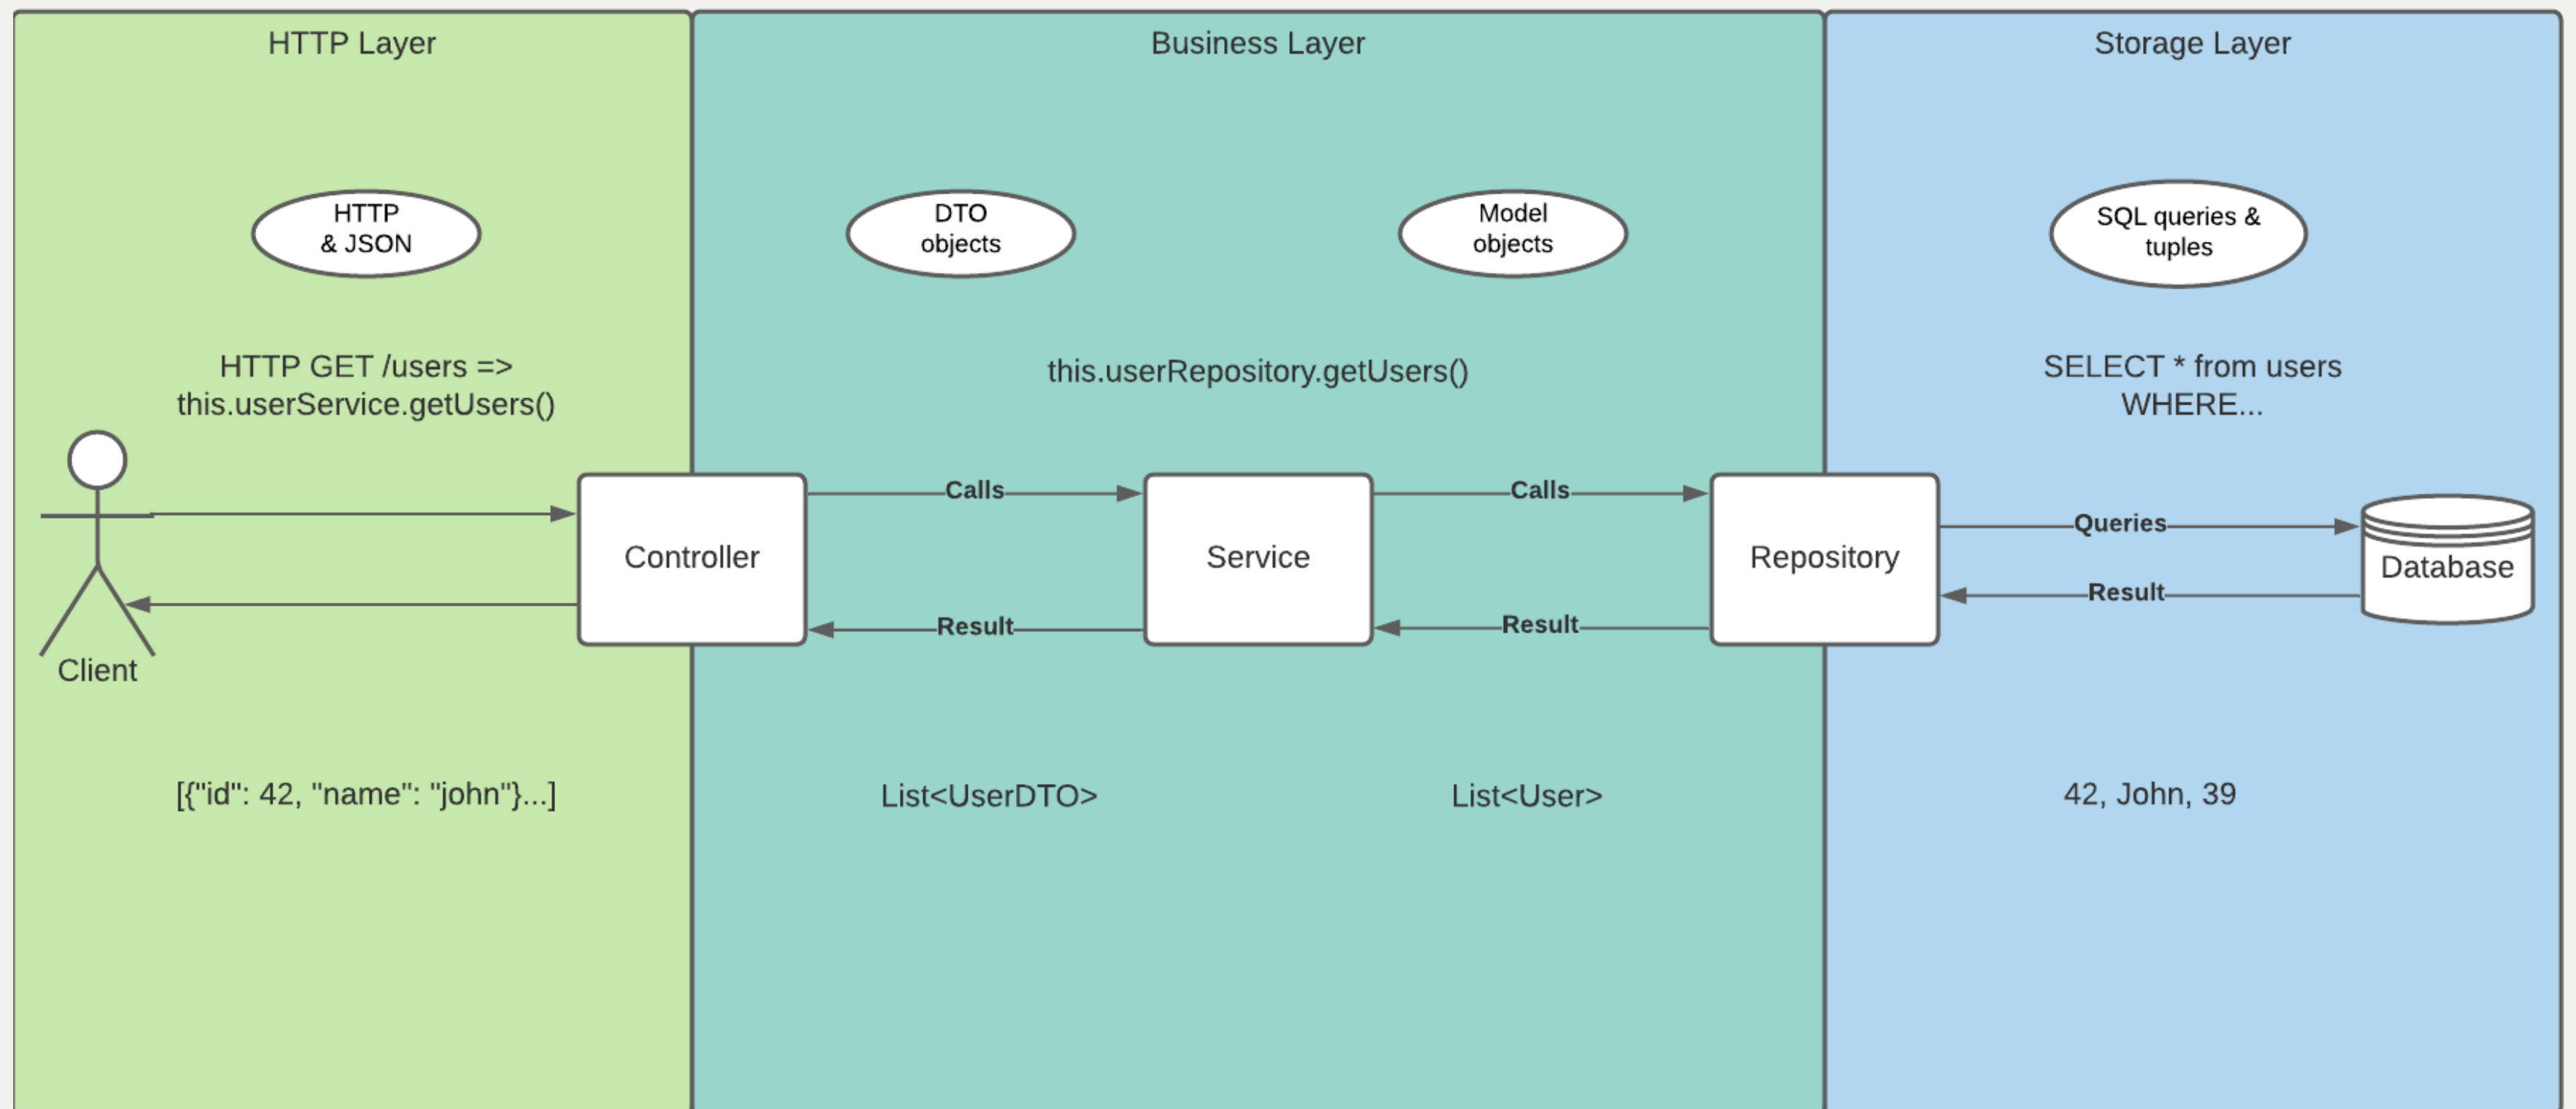 HTTP Layer
Business Layer
Storage Layer
HTTP
& JSON
DTO
objects
Model
objects
SQL queries &
tuples
HTTP GET /users =>
this.userService.getUsers()
this.userRepository.getUsers()
SELECT * from users
WHERE...
Client
Controller
Calls
Result
Service
Calls
Result
Repository
Queries
Result
Database
[{"id": 42, "name": "john"}...]
List<UserDTO>
List<User>
42, John, 39